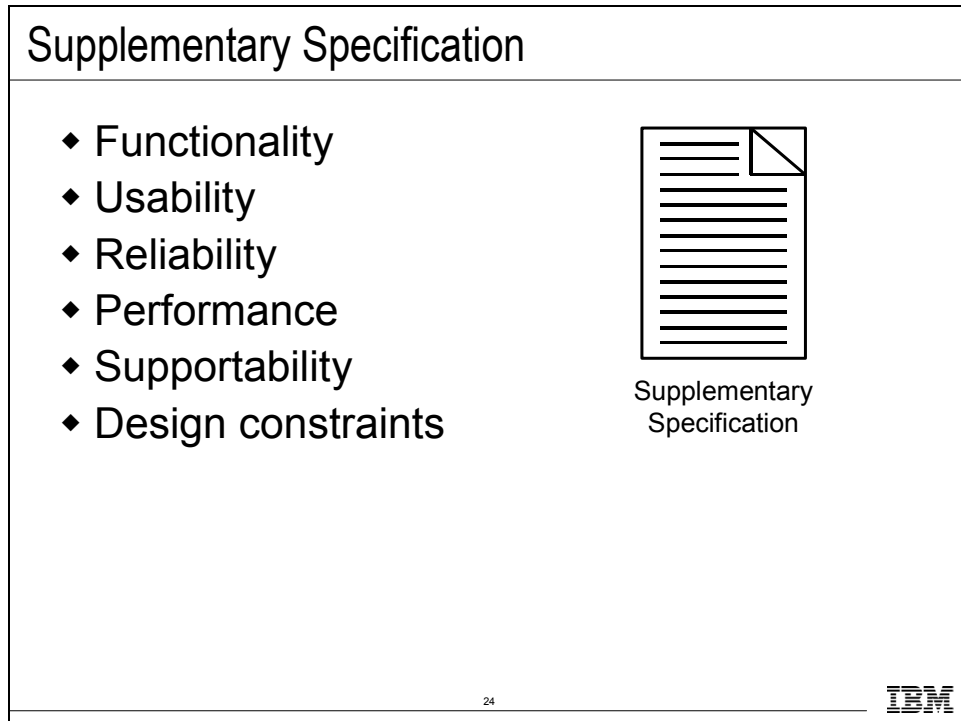 Supplementary Specification
◆ Functionality
◆ Usability
◆ Reliability
◆ Performance
◆ Supportability
◆ Design constraints
Supplementary
Specification
24
IBM